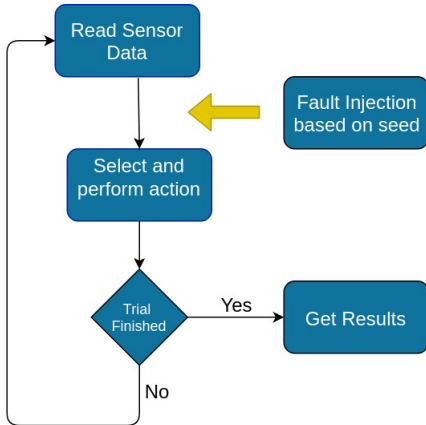 Read Sensor
Data
Fault Injection
based on seed
Select and
perform action
Trial
Finished
Yes
Get Results
No